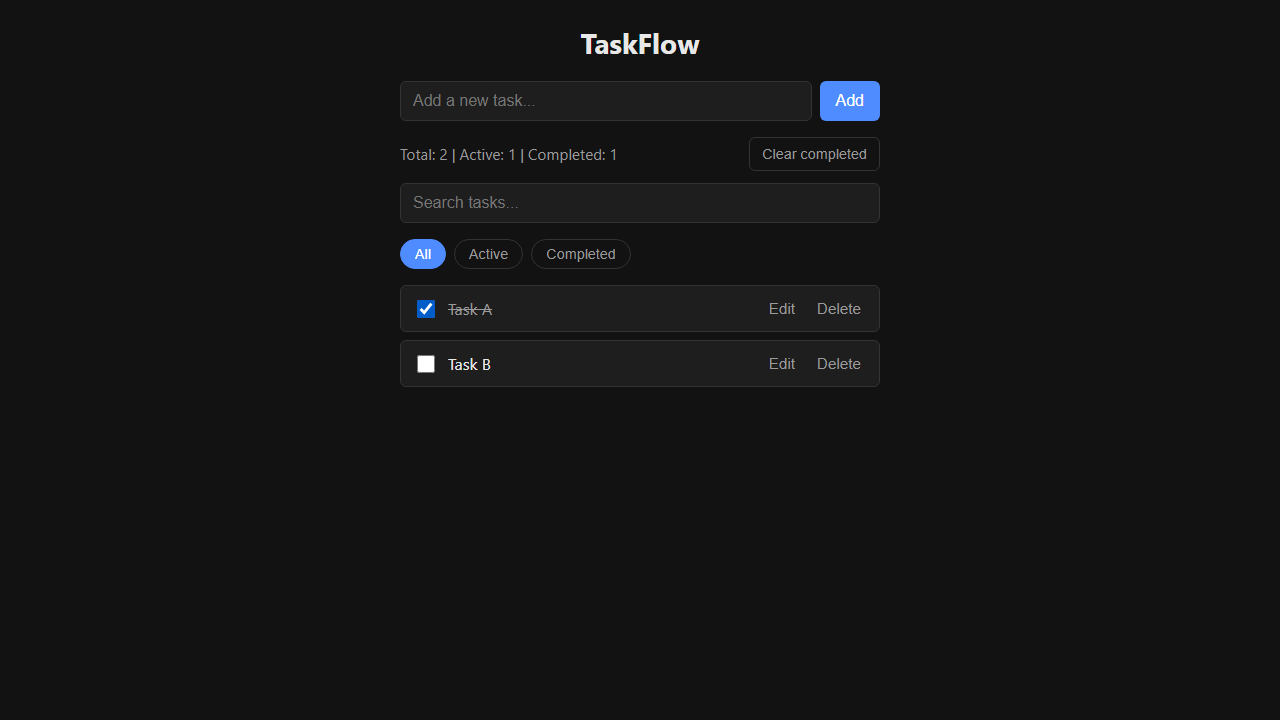 TaskFlow
Add a new task...
Add
Total: 2 | Active: 1 | Completed: 1
Clear completed
Search tasks...
All Active Completed
Task A Edit Delete
Task B Edit Delete